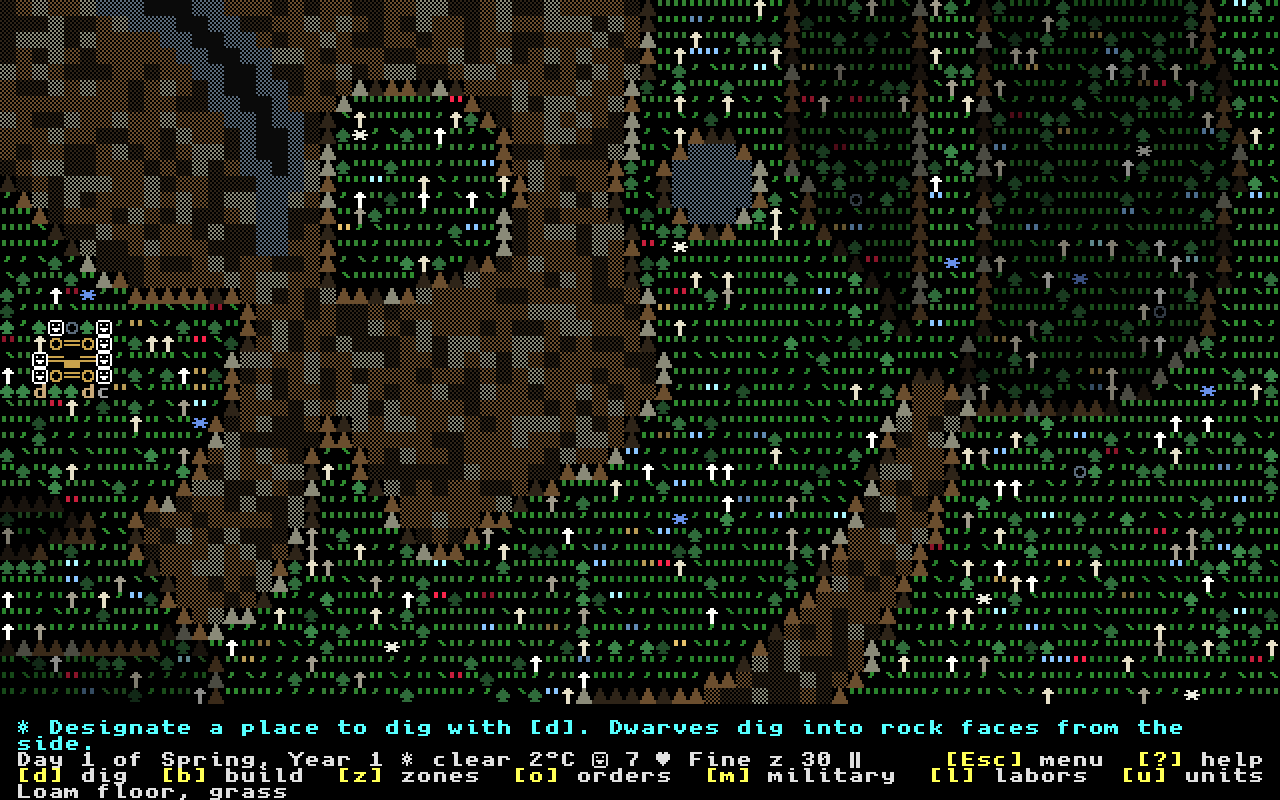 * Designate a place to dig with [d]. Dwarves dig into rock faces from the
side.
Day 1 of Spring, Year 1 * clear 2°C ☺ 7 ♥ Fine z 30 ‖ [Esc] menu [?] help
[d] dig [b] build [z] zones [o] orders [m] military [l] labors [u] units
Loam floor, grass